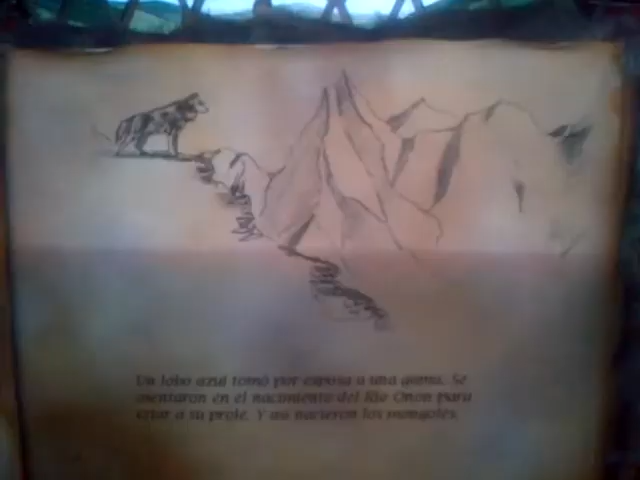 Un lobo azul tomó por esposa a una gama. Se
asentaron en el nacimiento del Río Onon para
criar a su prole. Y así nacieron los mongoles.